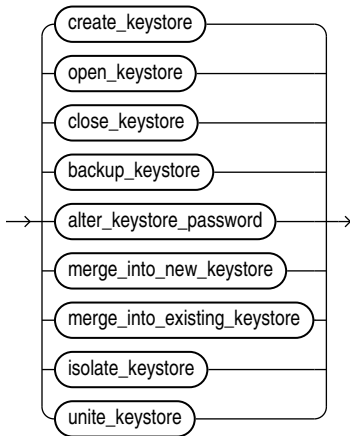 create_keystore
open_keystore
close_keystore
backup_keystore
alter_keystore_password
merge_into_new_keystore
merge_into_existing_keystore
isolate_keystore
unite_keystore